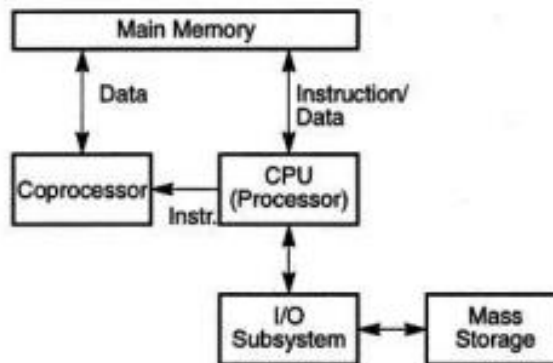 Main Memory
Data
Instruction/
Data
Coprocessor
CPU
(Processor)
Instr.
I/O
Subsystem
Mass
Storage